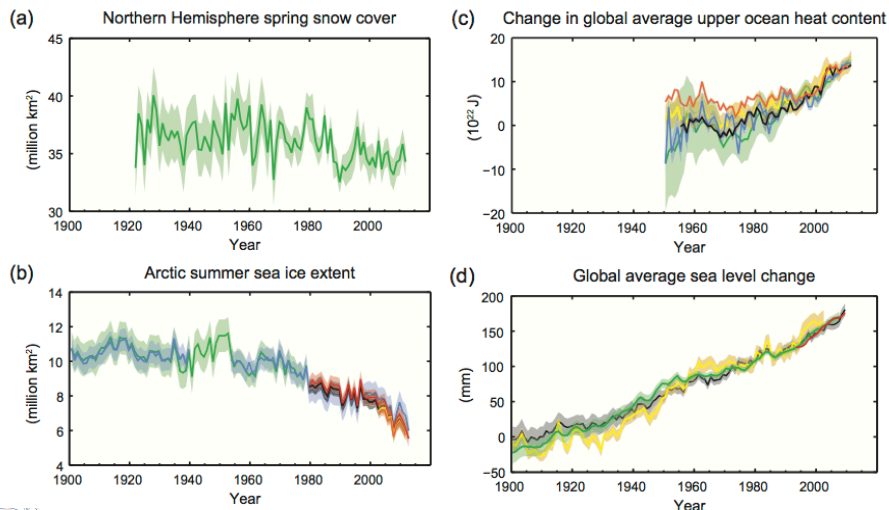 (a)
Northern Hemisphere spring snow cover
(million km²)
45
40
35
30
1900
1920
1940
1960
1980
2000
Year
(b)
Arctic summer sea ice extent
(million km²)
14
12
10
8
6
4
1900
1920
1940
1960
1980
2000
Year
(c)
Change in global average upper ocean heat content
(10²² J)
20
10
0
−10
−20
1900
1920
1940
1960
1980
2000
Year
(d)
Global average sea level change
(mm)
200
150
100
50
0
−50
1900
1920
1940
1960
1980
2000
Year